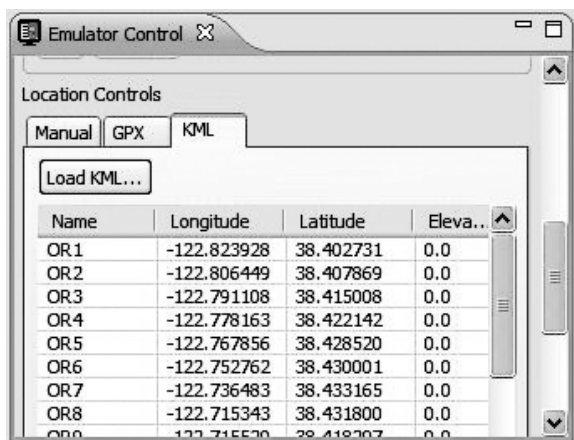 Emulator Control
Location Controls
Manual GPX KML
Load KML...
Name Longitude Latitude Eleva...
OR1 -122.823928 38.402731 0.0
OR2 -122.806449 38.407869 0.0
OR3 -122.791108 38.415008 0.0
OR4 -122.778163 38.422142 0.0
OR5 -122.767856 38.428520 0.0
OR6 -122.752762 38.430001 0.0
OR7 -122.736483 38.433165 0.0
OR8 -122.715343 38.431800 0.0